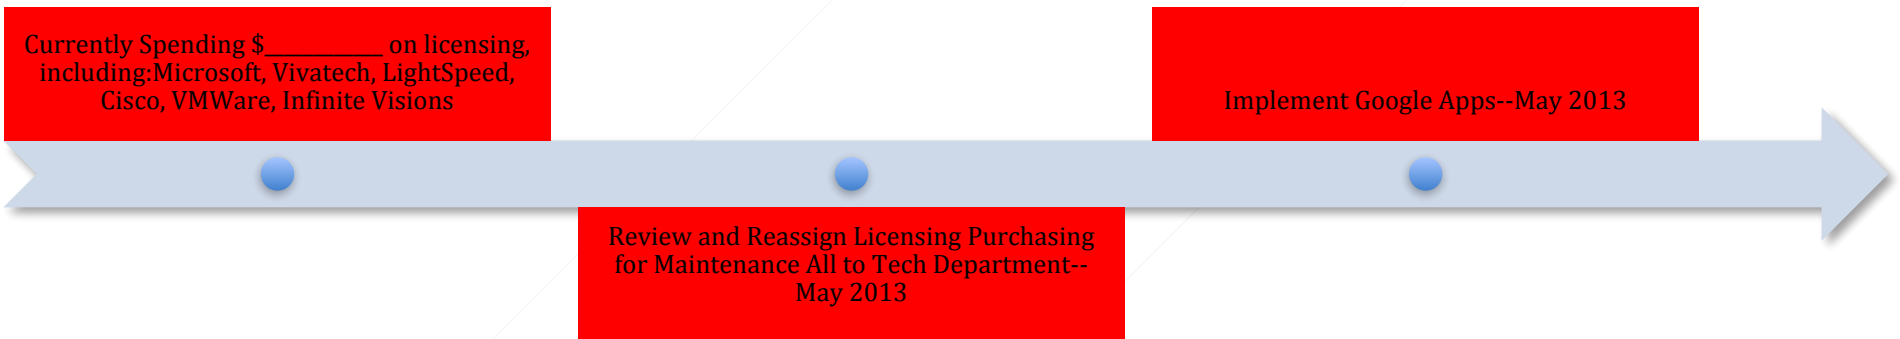 Currently Spending $____________ on licensing,
including:Microsoft, Vivatech, LightSpeed,
Cisco, VMWare, Infinite Visions
Review and Reassign Licensing Purchasing
for Maintenance All to Tech Department--
May 2013
Implement Google Apps--May 2013